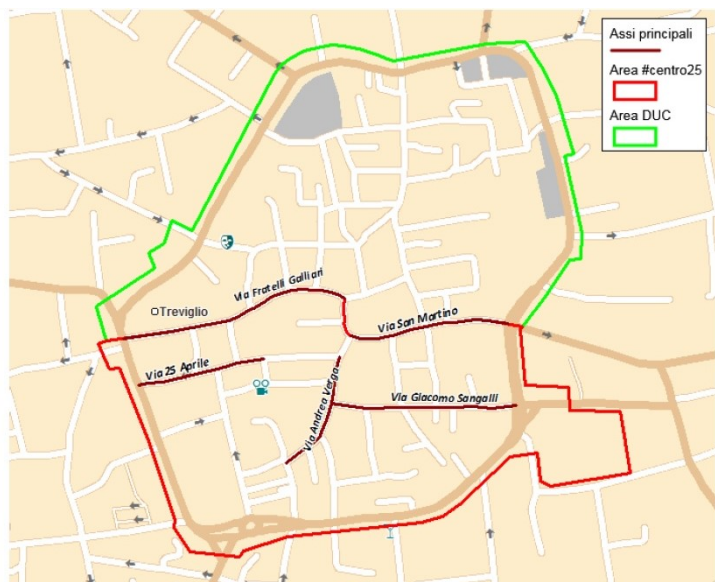 Assi principali
Area #centro25
Area DUC
Via Fratelli Galliari
Treviglio
Via San Martino
Via 25 Aprile
Via Andrea Verga
Via Giacomo Sangalli